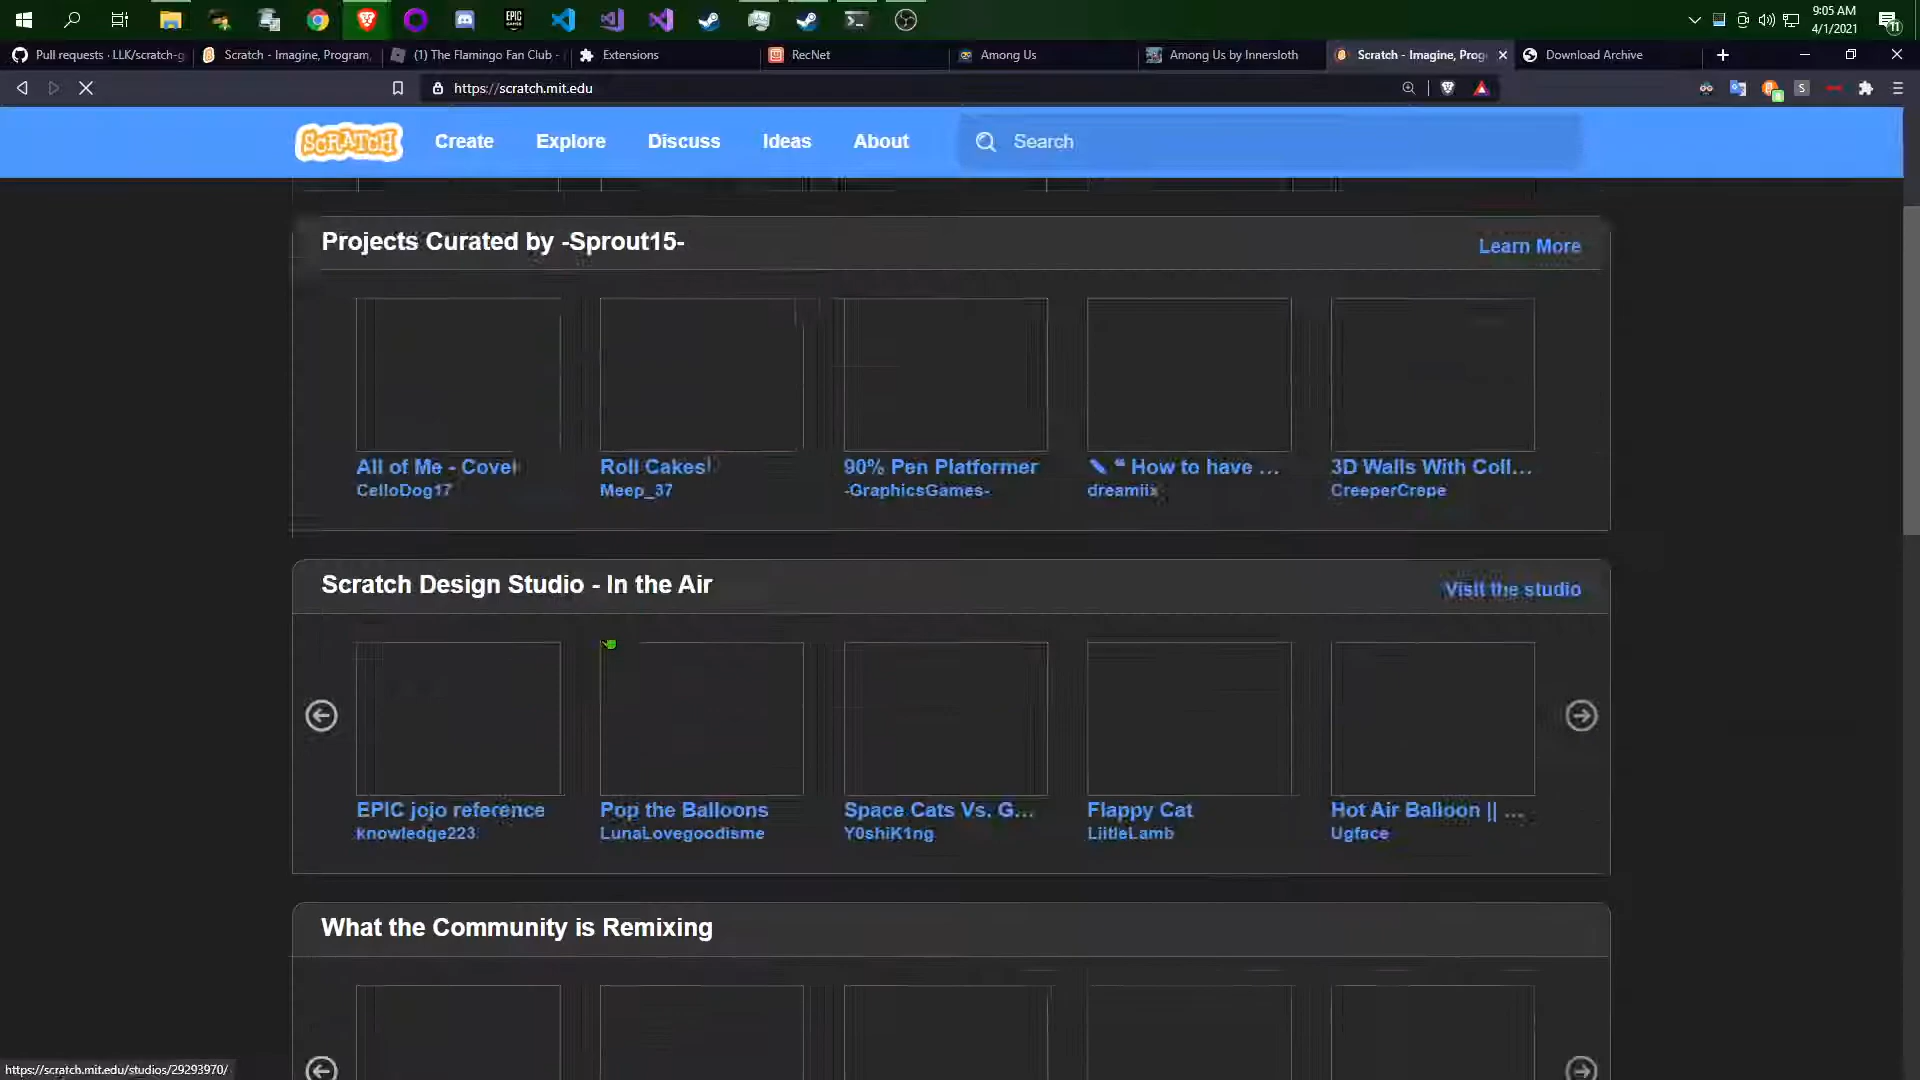 9:05 AM
4/1/2021
11
Pull requests · LLK/scratch-g
Scratch - Imagine, Program,
(1) The Flamingo Fan Club -
Extensions
RecNet
Among Us
Among Us by Innersloth
Scratch - Imagine, Prog
Download Archive
https://scratch.mit.edu
SCRATCH
Create
Explore
Discuss
Ideas
About
Search
Projects Curated by -Sprout15-
Learn More
All of Me - Cover
Roll Cakes!
90% Pen Platformer
✎ ❝ How to have ...
3D Walls With Coll...
CelloDog17
Meep_37
-GraphicsGames-
dreamiix
CreeperCrepe
Scratch Design Studio - In the Air
Visit the studio
EPIC jojo reference
Pop the Balloons
Space Cats Vs. G...
Flappy Cat
Hot Air Balloon || ...
knowledge223
LunaLovegoodisme
Y0shiK1ng
LiitleLamb
Ugface
What the Community is Remixing
https://scratch.mit.edu/studios/29293970/